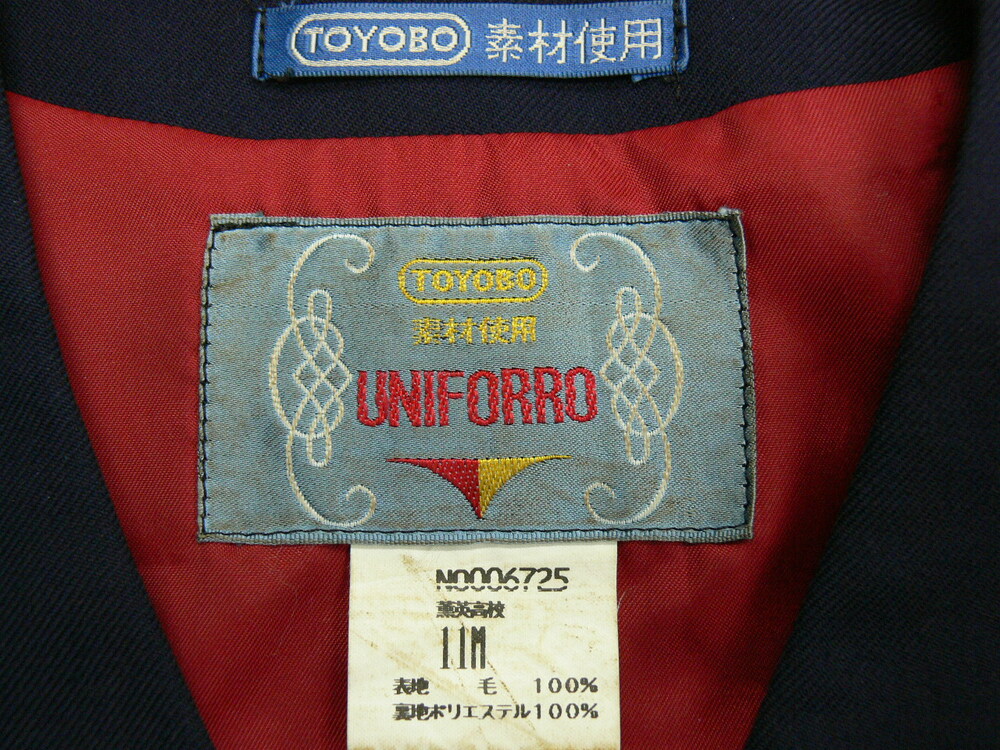 TOYOBO 素材使用
TOYOBO
素材使用
UNIFORRO
N0006725
薫英高校
11M
表地 毛 100%
裏地ポリエステル100%